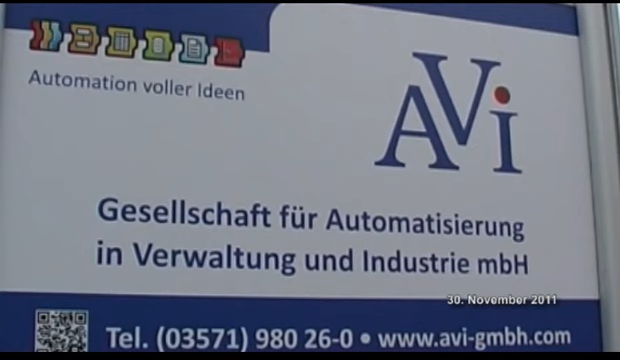 Automation voller Ideen
AVi
Gesellschaft für Automatisierung
in Verwaltung und Industrie mbH
30. November 2011
Tel. (03571) 980 26-0 • www.avi-gmbh.com